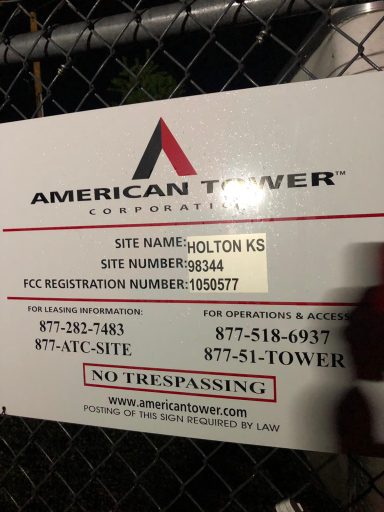 AMERICAN TOWER™
CORPORATION
SITE NAME: HOLTON KS
SITE NUMBER: 98344
FCC REGISTRATION NUMBER: 1050577
FOR LEASING INFORMATION:
877-282-7483
877-ATC-SITE
FOR OPERATIONS & ACCESS
877-518-6937
877-51-TOWER
NO TRESPASSING
www.americantower.com
POSTING OF THIS SIGN REQUIRED BY LAW